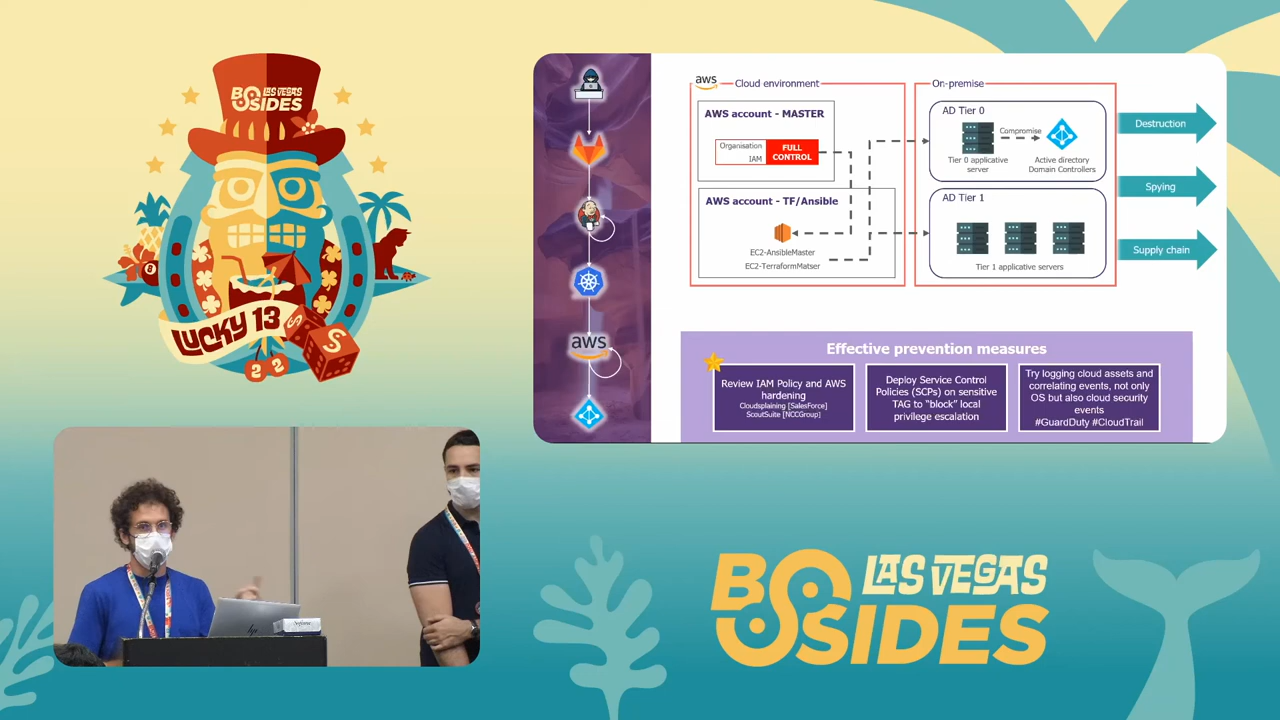 BSIDES LAS VEGAS
LUCKY 13
S
S
2 2
8
aws
aws
Cloud environment
AWS account - MASTER
Organisation
IAM
FULL
CONTROL
AWS account - TF/Ansible
EC2-AnsibleMaster
EC2-TerraformMatser
On-premise
AD Tier 0
Compromise
Tier 0 applicative
server
Active directory
Domain Controllers
AD Tier 1
Tier 1 applicative servers
Destruction
Spying
Supply chain
Effective prevention measures
Review IAM Policy and AWS
hardening
Cloudsplaining [SalesForce]
ScoutSuite [NCCGroup]
Deploy Service Control
Policies (SCPs) on sensitive
TAG to “block” local
privilege escalation
Try logging cloud assets and
correlating events, not only
OS but also cloud security
events
#GuardDuty #CloudTrail
hp
BSIDES
LAS VEGAS